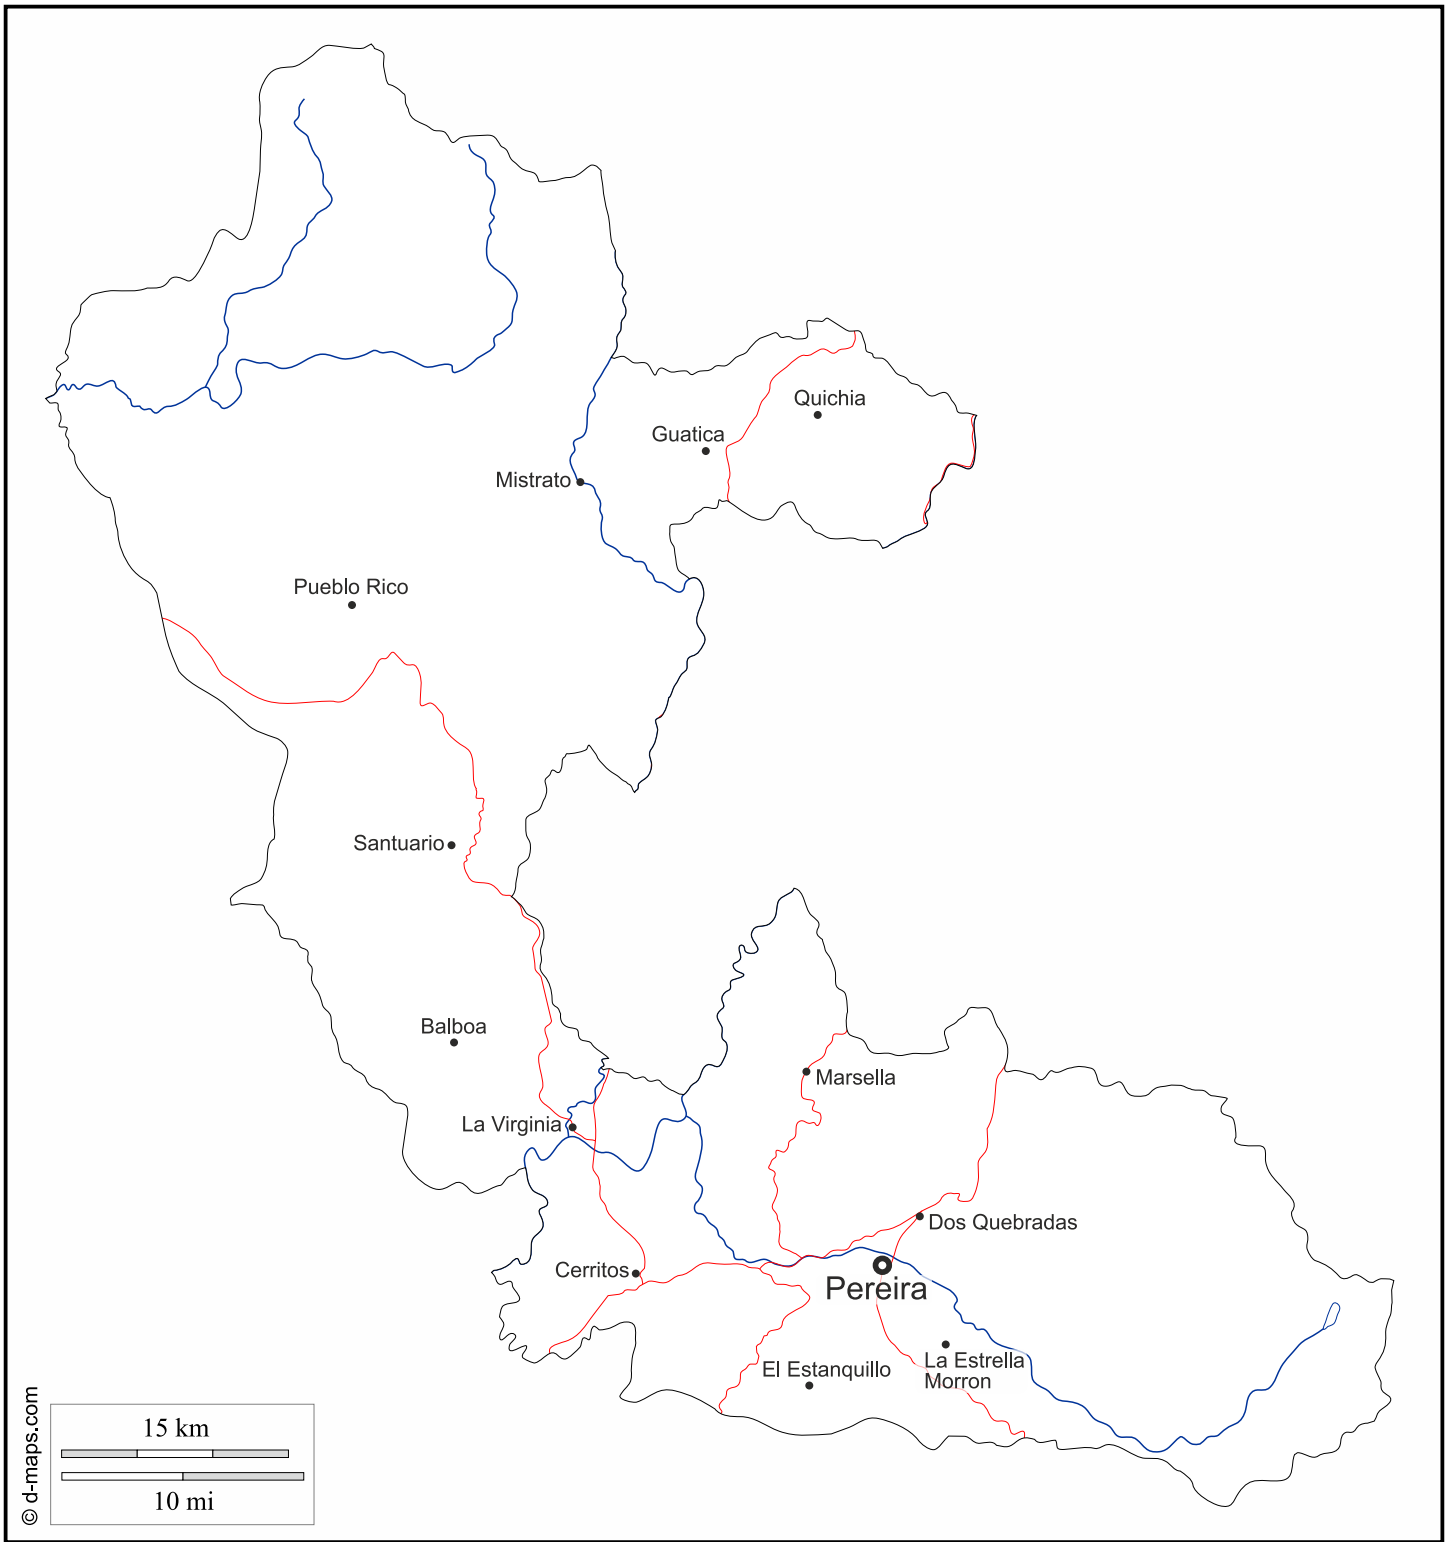 Quichia
Guatica
Mistrato
Pueblo Rico
Santuario
Balboa
Marsella
La Virginia
Dos Quebradas
Cerritos
Pereira
La Estrella
Morron
El Estanquillo
15 km
10 mi
© d-maps.com